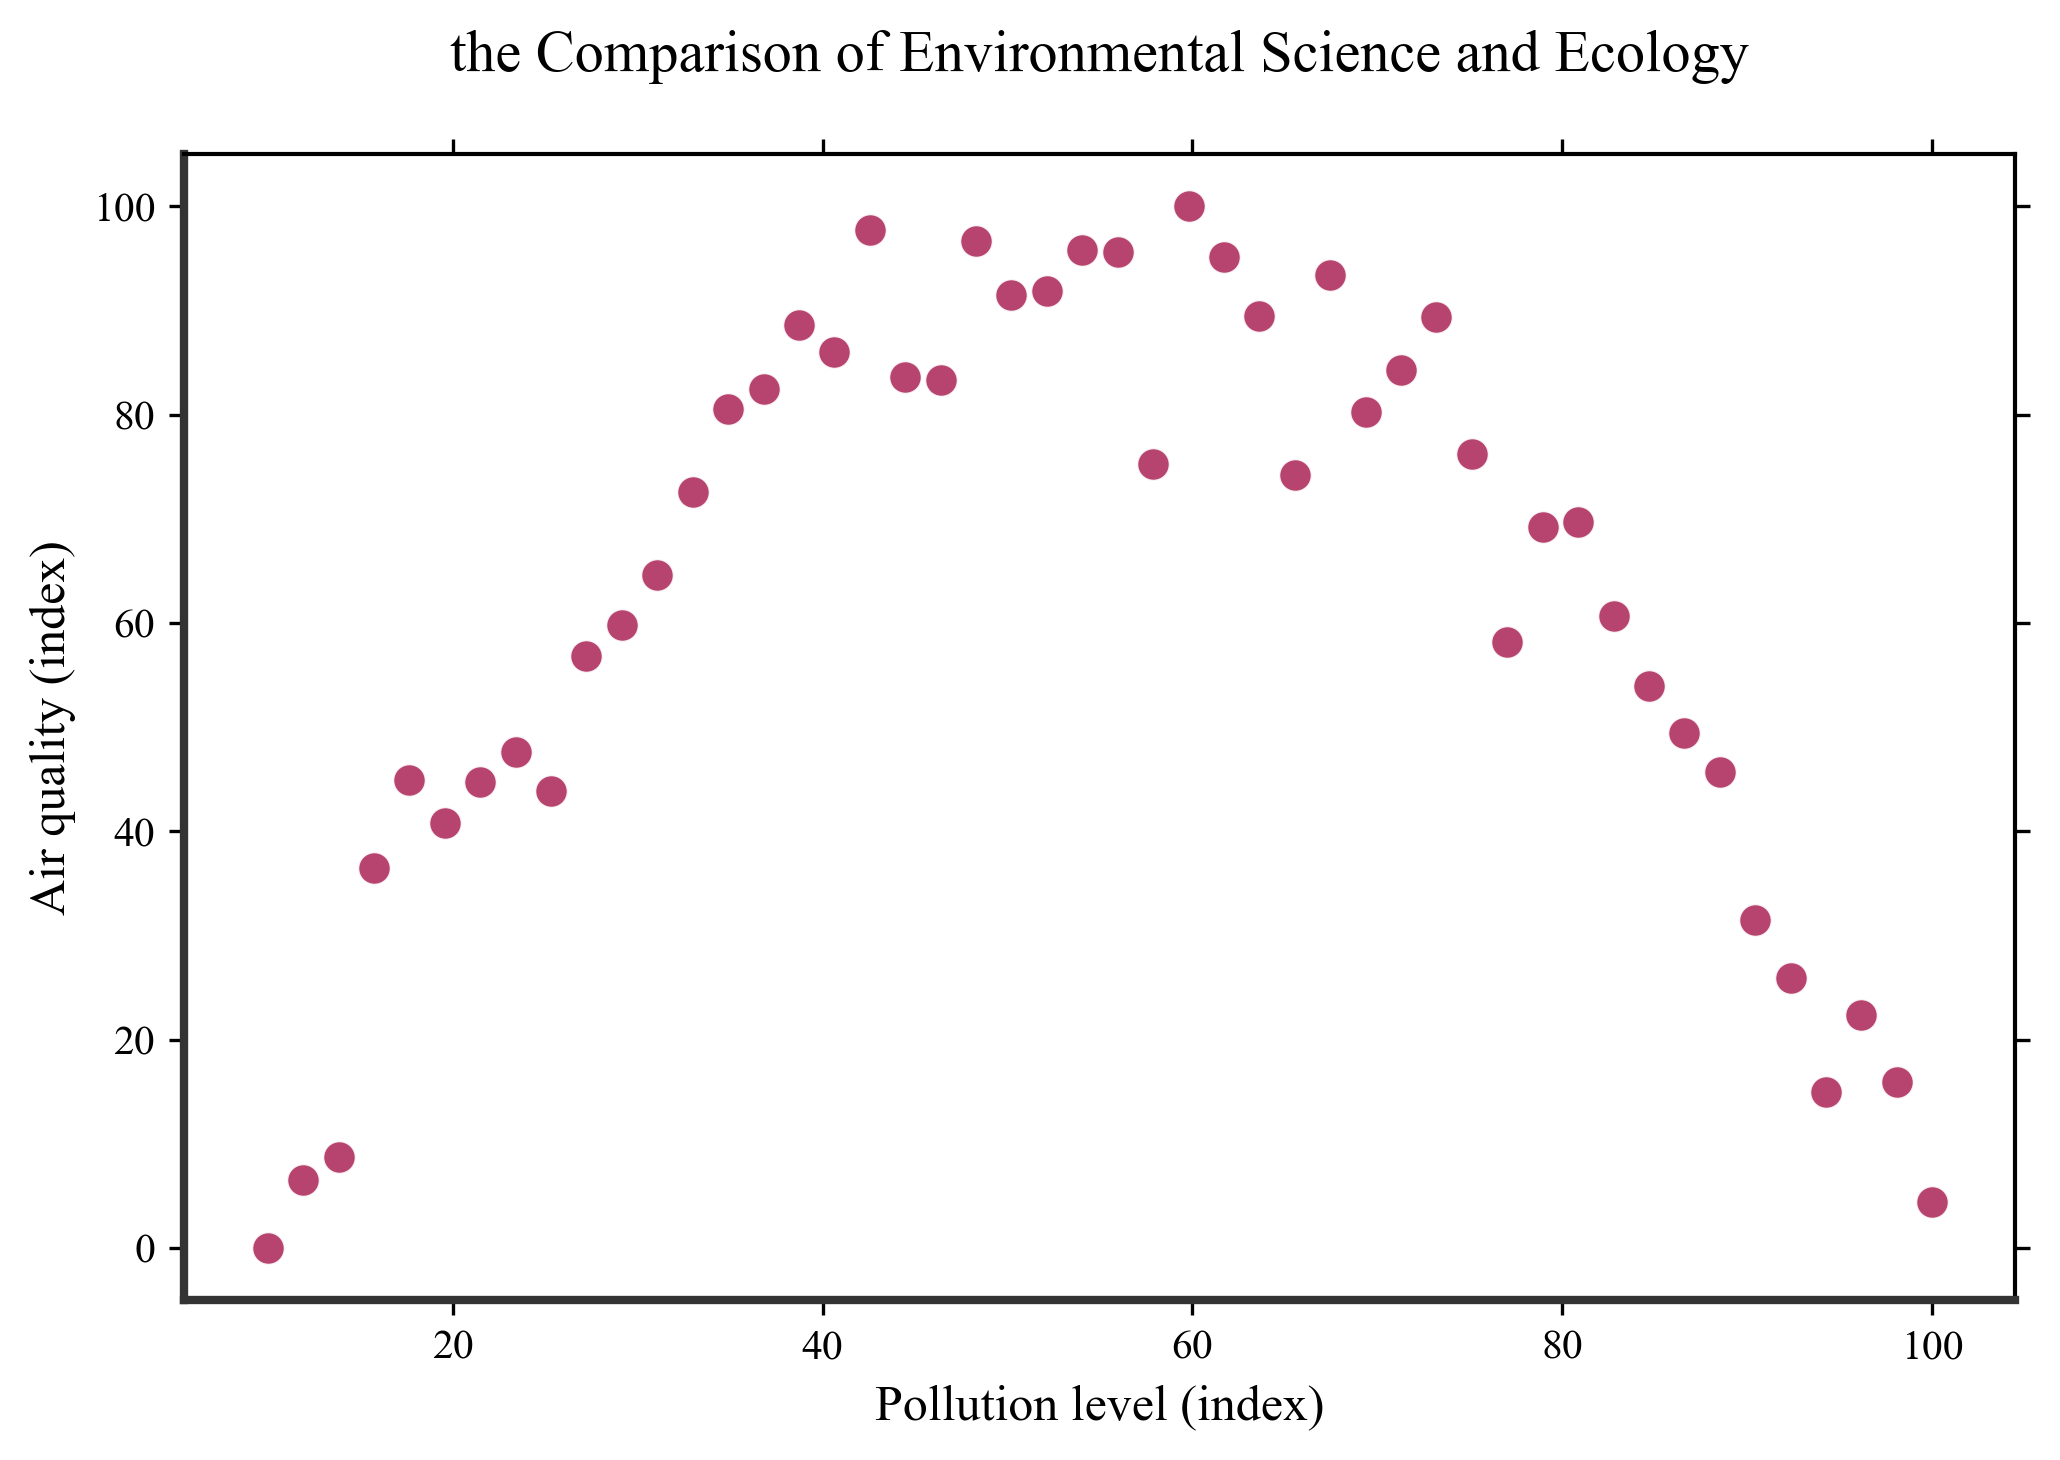 the Comparison of Environmental Science and Ecology
100
80
60
40
20
0
Air quality (index)
20 40 60 80 100
Pollution level (index)